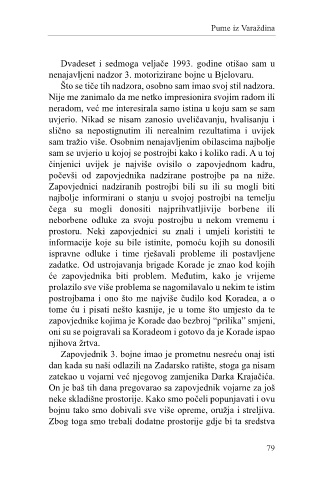 Pume iz Varaždina
Dvadeset i sedmoga veljače 1993. godine otišao sam u
nenajavljeni nadzor 3. motorizirane bojne u Bjelovaru.
Što se tiče tih nadzora, osobno sam imao svoj stil nadzora.
Nije me zanimalo da me netko impresionira svojim radom ili
neradom, već me interesirala samo istina u koju sam se sam
uvjerio. Nikad se nisam zanosio uveličavanju, hvalisanju i
slično sa nepostignutim ili nerealnim rezultatima i uvijek
sam tražio više. Osobnim nenajavljenim obilascima najbolje
sam se uvjerio u kojoj se postrojbi kako i koliko radi. A u toj
činjenici uvijek je najviše ovisilo o zapovjednom kadru,
počevši od zapovjednika nadzirane postrojbe pa na niže.
Zapovjednici nadziranih postrojbi bili su ili su mogli biti
najbolje informirani o stanju u svojoj postrojbi na temelju
čega su mogli donositi najprihvatljivije borbene ili
neborbene odluke za svoju postrojbu u nekom vremenu i
prostoru. Neki zapovjednici su znali i umjeli koristiti te
informacije koje su bile istinite, pomoću kojih su donosili
ispravne odluke i time rješavali probleme ili postavljene
zadatke. Od ustrojavanja brigade Korade je znao kod kojih
će zapovjednika biti problem. Međutim, kako je vrijeme
prolazilo sve više problema se nagomilavalo u nekim te istim
postrojbama i ono što me najviše čudilo kod Koradea, a o
tome ću i pisati nešto kasnije, je u tome što umjesto da te
zapovjednike kojima je Korade dao bezbroj “prilika” smjeni,
oni su se poigravali sa Koradeom i gotovo da je Korade ispao
njihova žrtva.
Zapovjednik 3. bojne imao je prometnu nesreću onaj isti
dan kada su naši odlazili na Zadarsko ratište, stoga ga nisam
zatekao u vojarni već njegovog zamjenika Darka Krajačića.
On je baš tih dana pregovarao sa zapovjednik vojarne za još
neke skladišne prostorije. Kako smo počeli popunjavati i ovu
bojnu tako smo dobivali sve više opreme, oružja i streljiva.
Zbog toga smo trebali dodatne prostorije gdje bi ta sredstva
79